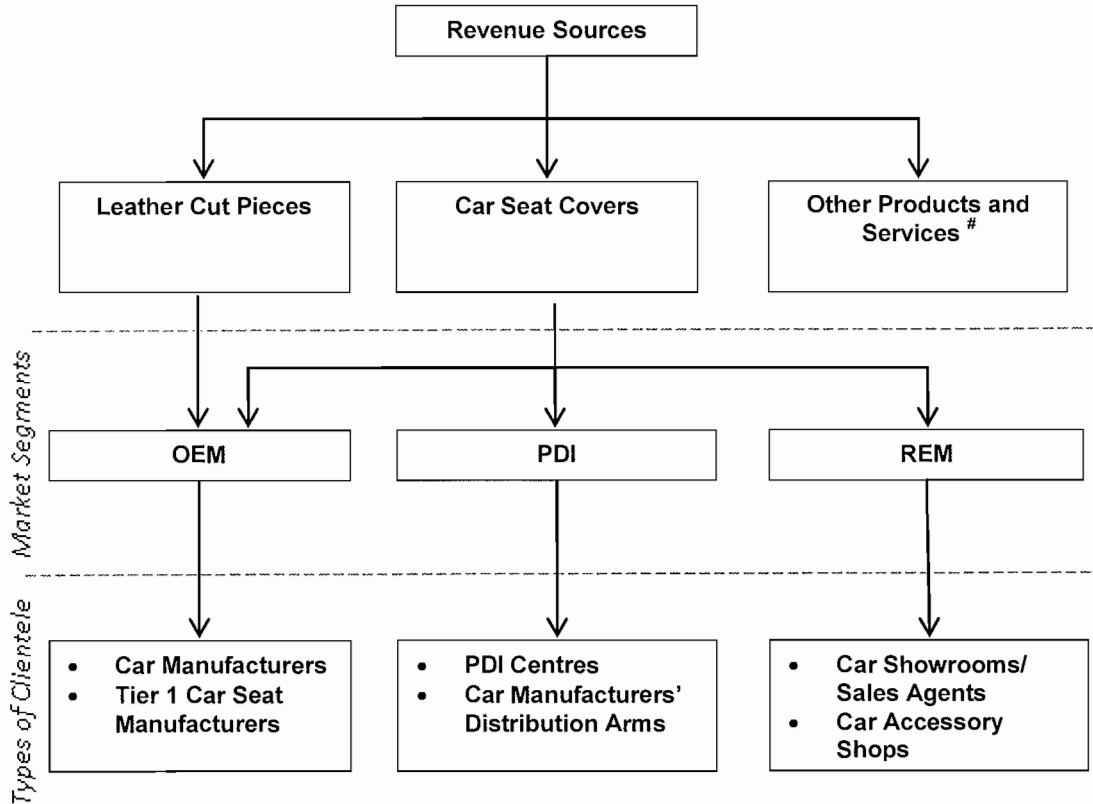 Revenue Sources
Leather Cut Pieces
Car Seat Covers
Other Products and
Services #
Market Segments
OEM
PDI
REM
Types of Clientele
• Car Manufacturers
• Tier 1 Car Seat
Manufacturers
• PDI Centres
• Car Manufacturers’
Distribution Arms
• Car Showrooms/
Sales Agents
• Car Accessory
Shops